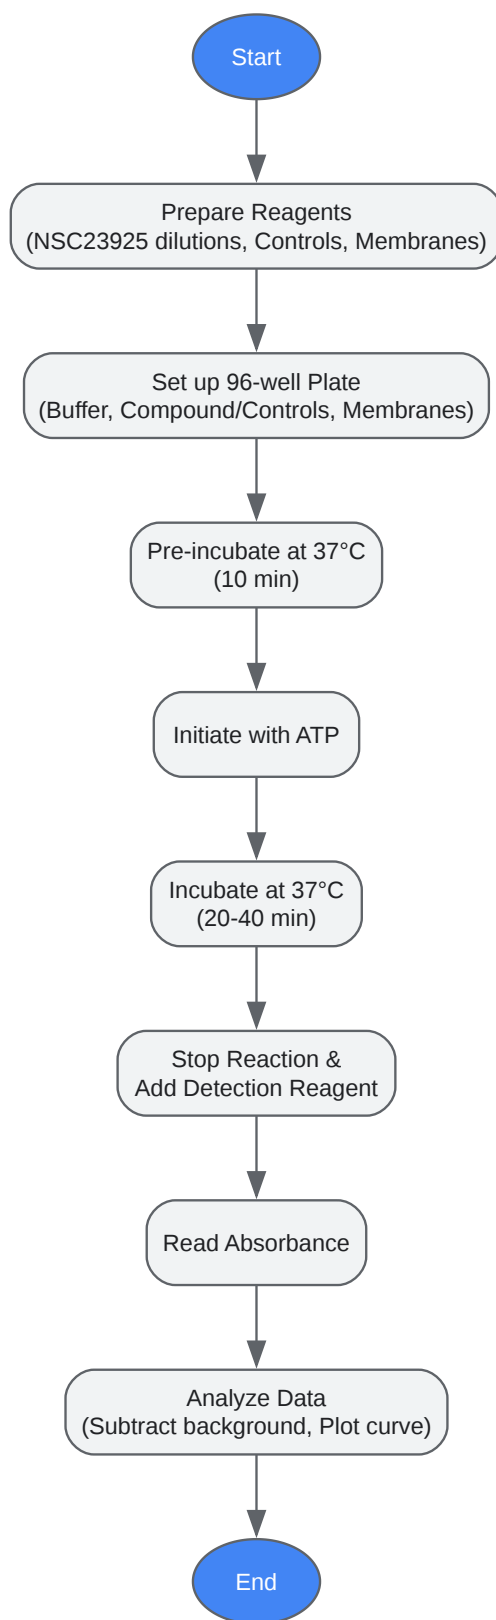 Start
Prepare Reagents
(NSC23925 dilutions, Controls, Membranes)
Set up 96-well Plate
(Buffer, Compound/Controls, Membranes)
Pre-incubate at 37°C
(10 min)
Initiate with ATP
Incubate at 37°C
(20-40 min)
Stop Reaction &
Add Detection Reagent
Read Absorbance
Analyze Data
(Subtract background, Plot curve)
End